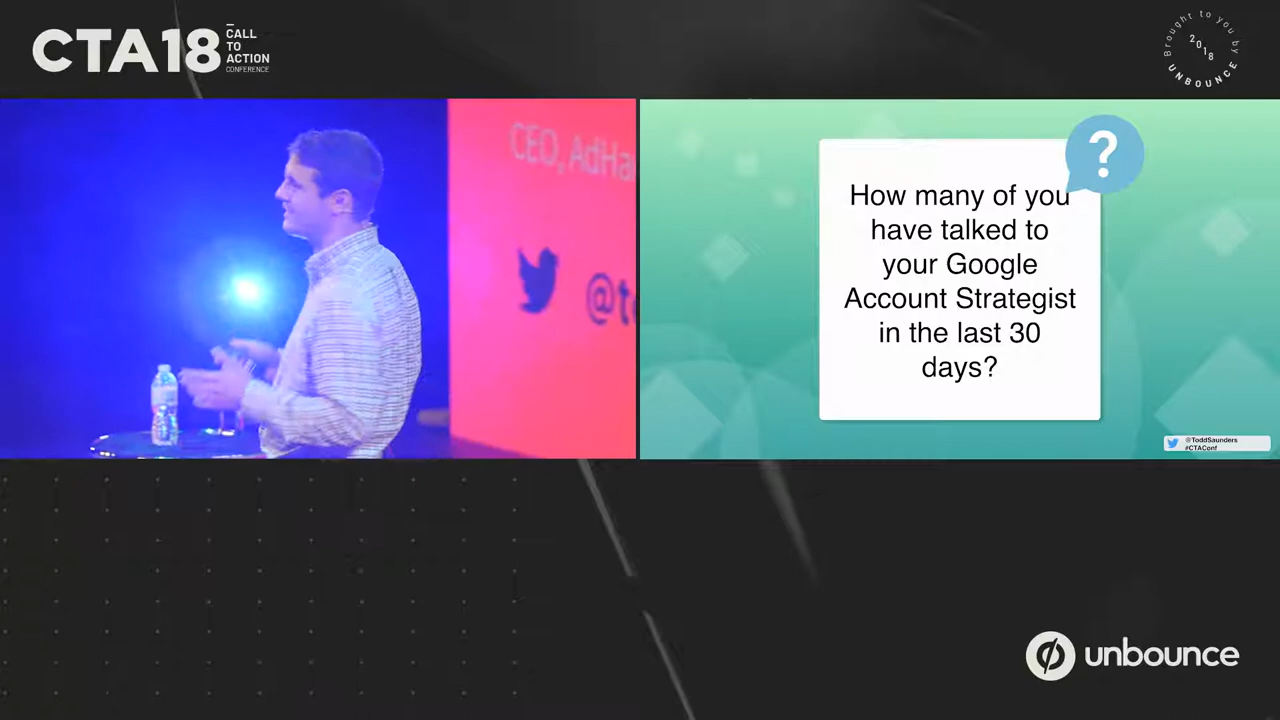 CTA18
CALL
TO
ACTION
CONFERENCE
Brought to you by
2018
UNBOUNCE
CEO, AdHa
@t
How many of you
have talked to
your Google
Account Strategist
in the last 30
days?
?
@ToddSaunders
#CTAConf
unbounce